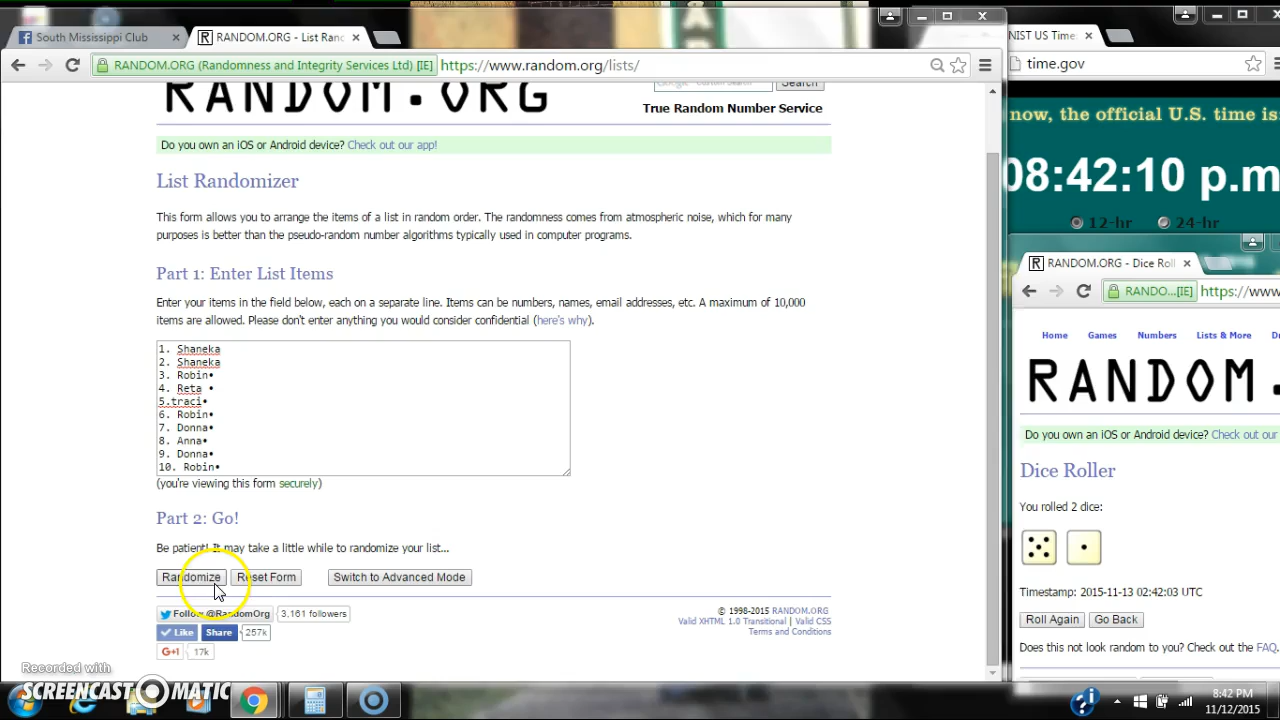 South Mississippi Club
RANDOM.ORG - List Ranc
RANDOM.ORG (Randomness and Integrity Services Ltd) [IE]
https://www.random.org/lists/
RANDOM.ORG
Search
True Random Number Service
Do you own an iOS or Android device? Check out our app!
List Randomizer
This form allows you to arrange the items of a list in random order. The randomness comes from atmospheric noise, which for many
purposes is better than the pseudo-random number algorithms typically used in computer programs.
Part 1: Enter List Items
Enter your items in the field below, each on a separate line. Items can be numbers, names, email addresses, etc. A maximum of 10,000
items are allowed. Please don't enter anything you would consider confidential (here's why).
1. Shaneka
2. Shaneka
3. Robin•
4. Reta •
5.traci•
6. Robin•
7. Donna•
8. Anna•
9. Donna•
10. Robin•
(you're viewing this form securely)
Part 2: Go!
Be patient! It may take a little while to randomize your list...
Randomize
Reset Form
Switch to Advanced Mode
Follow @RandomOrg
3,161 followers
Like
Share
257k
G+1
17k
© 1998-2015 RANDOM.ORG
Valid XHTML 1.0 Transitional | Valid CSS
Terms and Conditions
NIST US Time:
time.gov
now, the official U.S. time is:
08:42:10 p.m
12-hr
24-hr
RANDOM.ORG - Dice Roll
RANDO...[IE]
https://www
Home
Games
Numbers
Lists & More
RANDOM.
Do you own an iOS or Android device? Check out our
Dice Roller
You rolled 2 dice:
Timestamp: 2015-11-13 02:42:03 UTC
Roll Again
Go Back
Does this not look random to you? Check out the FAQ.
Recorded with
SCREENCAST-O-MATIC
8:42 PM
11/12/2015